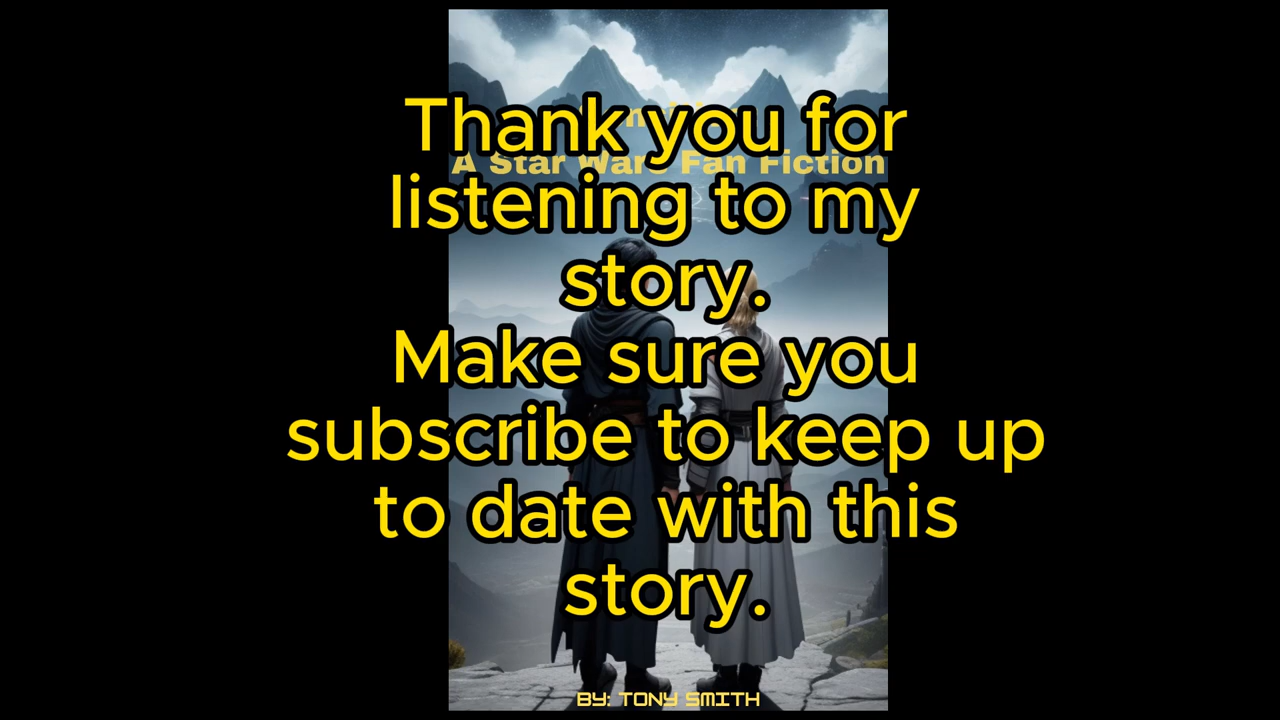 Thank you for
A Star Wars Fan Fiction
listening to my
story.
Make sure you
subscribe to keep up
to date with this
story.
BY: TONY SMITH